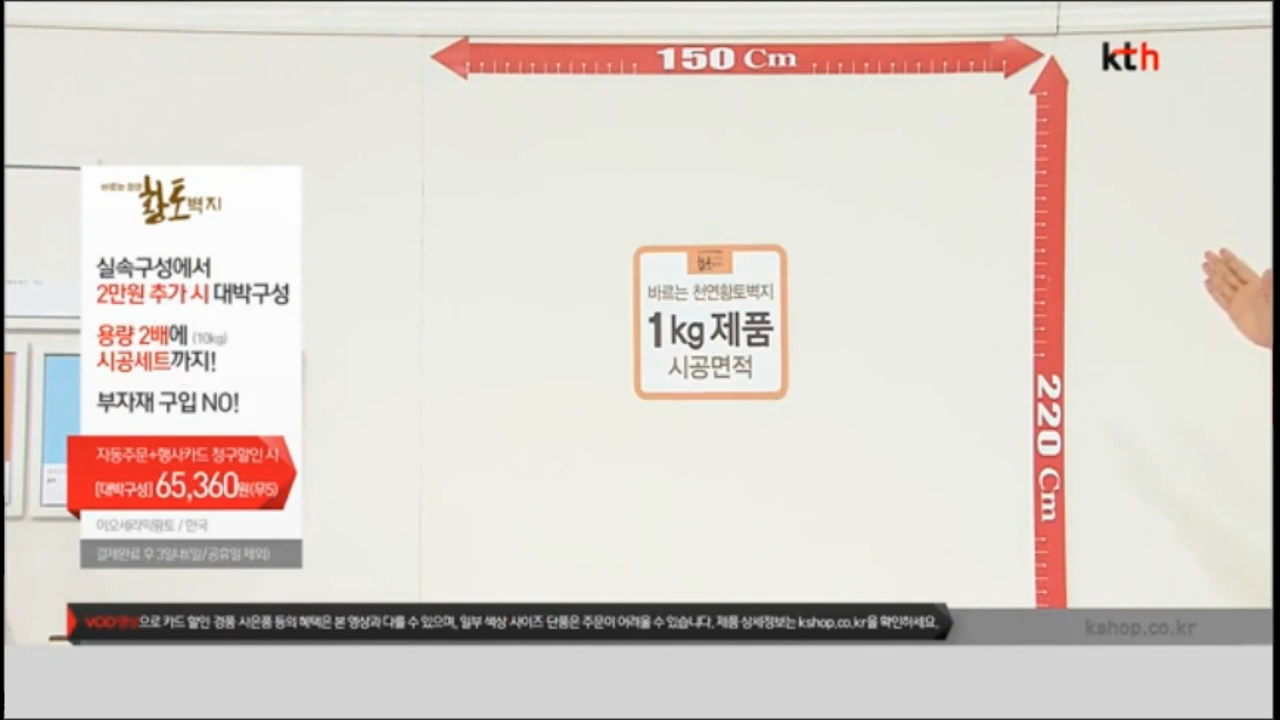 150 Cm
kth
바르는 천연
황토벽지
실속구성에서
2만원 추가 시 대박구성
용량 2배에 (10kg)
시공세트까지!
부자재 구입 NO!
자동주문+행사카드 청구할인 시
[대박구성] 65,360원(무5)
이오세라믹황토 / 한국
결제완료 후 3일내(일/공휴일 제외)
바르는 천연황토벽지
1kg 제품
시공면적
220 Cm
VOD영상으로 카드 할인 경품 사은품 등의 혜택은 본 영상과 다를 수 있으며, 일부 색상 사이즈 단품은 주문이 어려울 수 있습니다. 제품 상세정보는 kshop.co.kr을 확인하세요.
kshop.co.kr